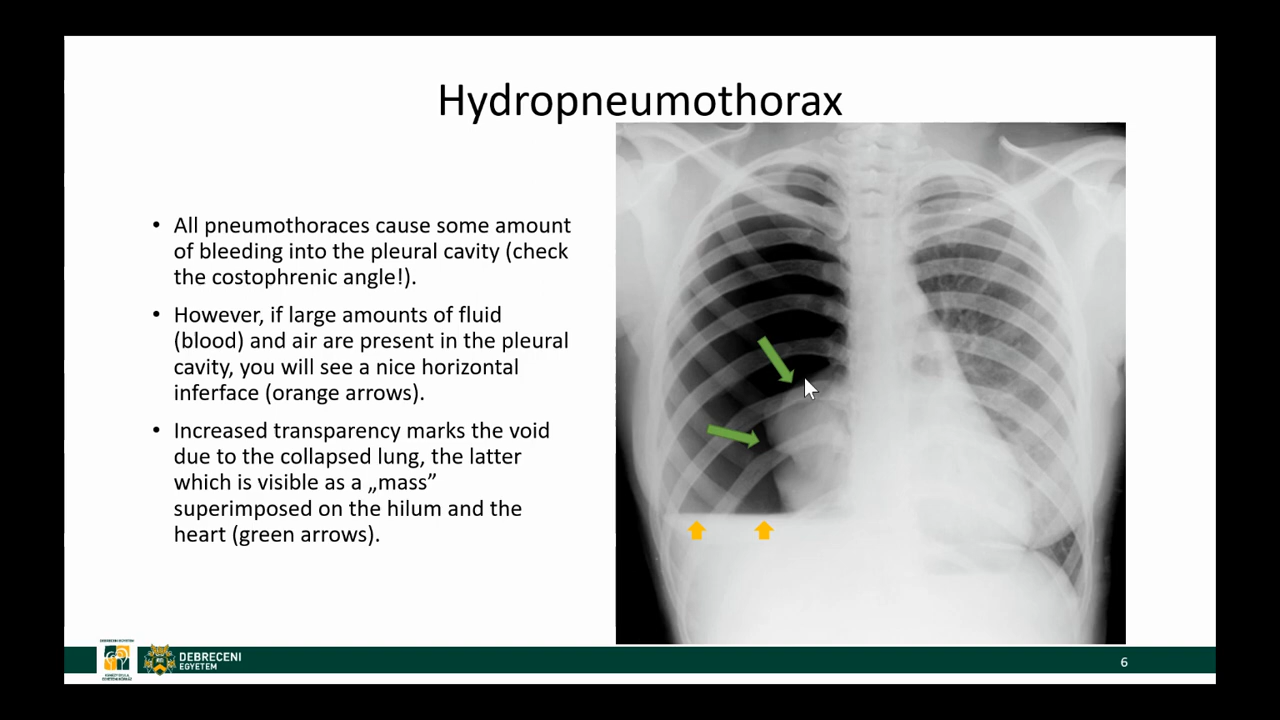 Hydropneumothorax
• All pneumothoraces cause some amount
of bleeding into the pleural cavity (check
the costophrenic angle!).
• However, if large amounts of fluid
(blood) and air are present in the pleural
cavity, you will see a nice horizontal
inferface (orange arrows).
• Increased transparency marks the void
due to the collapsed lung, the latter
which is visible as a „mass”
superimposed on the hilum and the
heart (green arrows).
DEBRECENI
EGYETEM
6